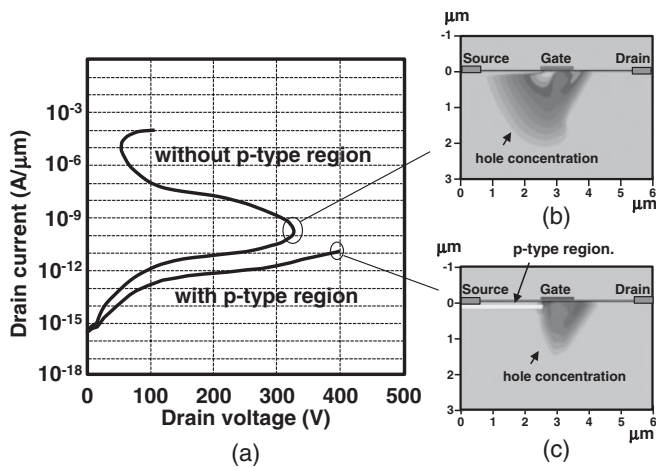 Drain current (A/μm)
10-3
10-6
10-9
10-12
10-15
10-18
0
100
200
300
400
500
Drain voltage (V)
without p-type region
with p-type region
(a)
μm
-1
0
1
2
3
Source
Gate
Drain
hole concentration
0
1
2
3
4
5
6
μm
(b)
μm
-1
0
1
2
3
p-type region.
Source
Gate
Drain
hole concentration
0
1
2
3
4
5
6
μm
(c)